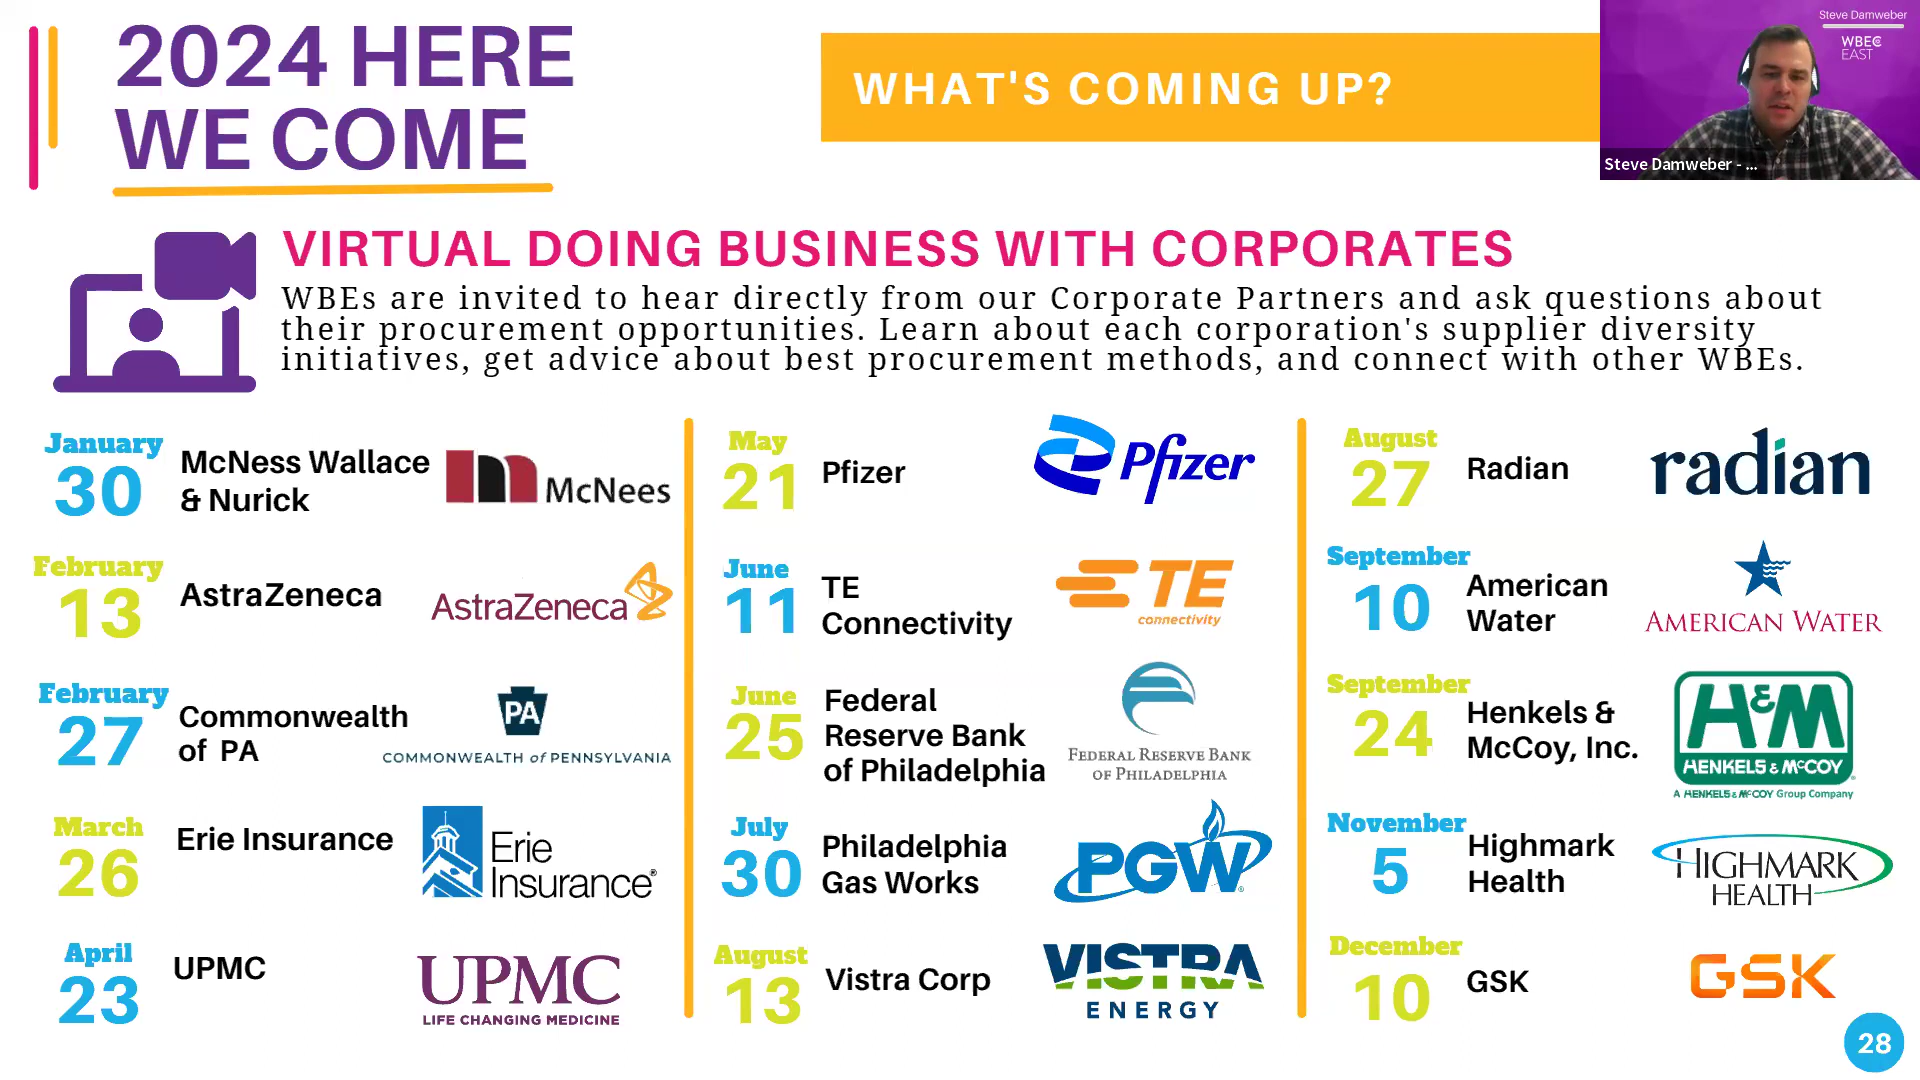 2024 HERE
WE COME
WHAT'S COMING UP?
Steve Damweber
WBEC
EAST
Steve Damweber - ...
VIRTUAL DOING BUSINESS WITH CORPORATES
WBEs are invited to hear directly from our Corporate Partners and ask questions about
their procurement opportunities. Learn about each corporation's supplier diversity
initiatives, get advice about best procurement methods, and connect with other WBEs.
January
30
McNess Wallace
& Nurick
McNees
February
13
AstraZeneca
AstraZeneca
February
27
Commonwealth
of PA
PA
COMMONWEALTH of PENNSYLVANIA
March
26
Erie Insurance
Erie
Insurance®
April
23
UPMC
UPMC
LIFE CHANGING MEDICINE
May
21
Pfizer
Pfizer
June
11
TE
Connectivity
TE
connectivity
June
25
Federal
Reserve Bank
of Philadelphia
FEDERAL RESERVE BANK
OF PHILADELPHIA
July
30
Philadelphia
Gas Works
PGW®
August
13
Vistra Corp
VISTRA
ENERGY
August
27
Radian
radian
September
10
American
Water
AMERICAN WATER
September
24
Henkels &
McCoy, Inc.
H&M
HENKELS & McCOY
A HENKELS & McCOY Group Company
November
5
Highmark
Health
HIGHMARK
HEALTH
December
10
GSK
GSK
28